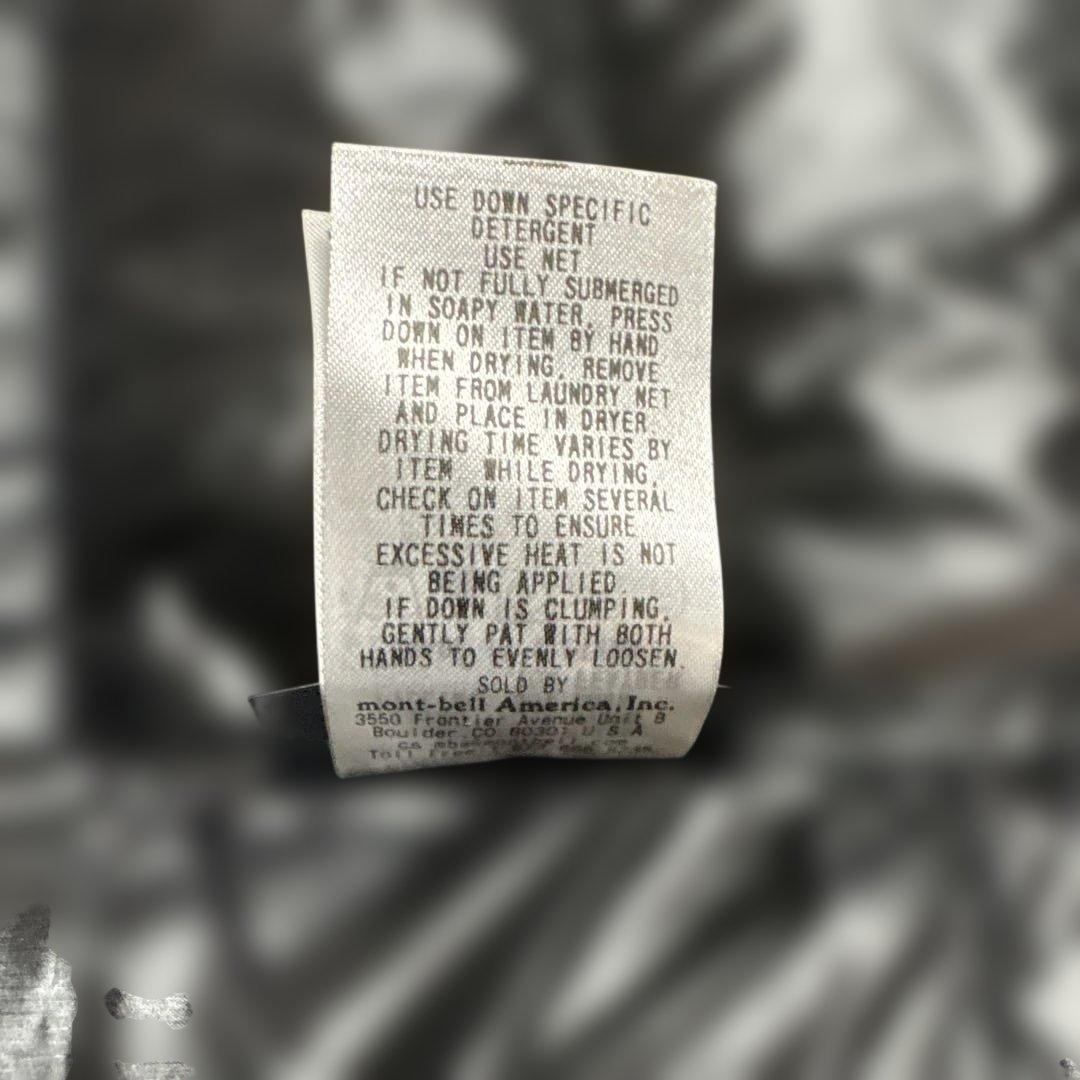 USE DOWN SPECIFIC
DETERGENT
USE NET
IF NOT FULLY SUBMERGED
IN SOAPY WATER, PRESS
DOWN ON ITEM BY HAND
WHEN DRYING, REMOVE
ITEM FROM LAUNDRY NET
AND PLACE IN DRYER
DRYING TIME VARIES BY
ITEM WHILE DRYING,
CHECK ON ITEM SEVERAL
TIMES TO ENSURE
EXCESSIVE HEAT IS NOT
BEING APPLIED
IF DOWN IS CLUMPING,
GENTLY PAT WITH BOTH
HANDS TO EVENLY LOOSEN.
SOLD BY
mont-bell America, Inc.
3550 Frontier Avenue Unit B
Boulder CO 80301 U S A
Toll Free